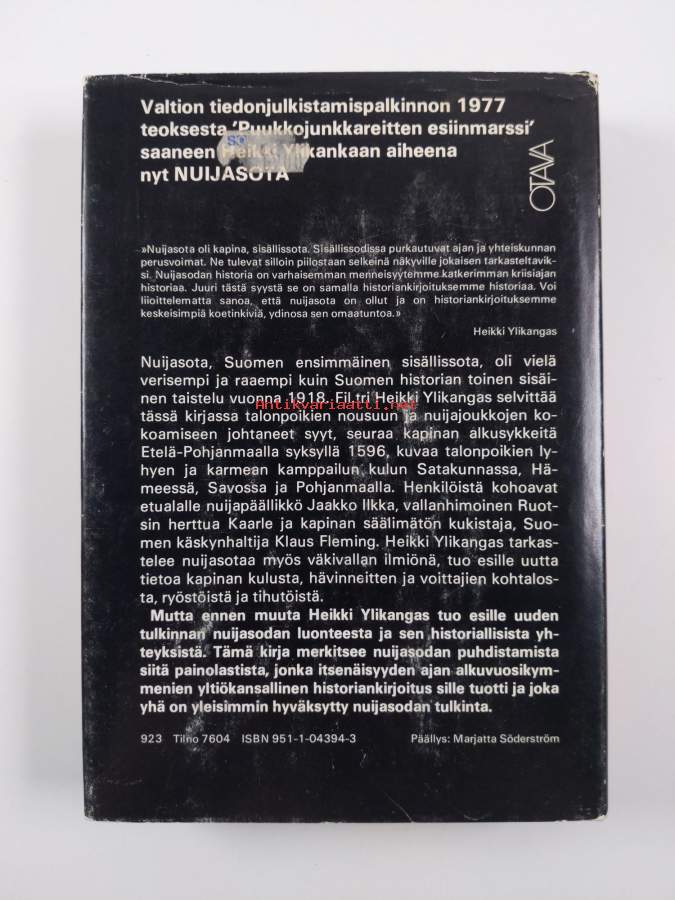 Valtion tiedonjulkistamispalkinnon 1977
teoksesta 'Puukkojunkkareitten esiinmarssi'
saaneen Heikki Ylikankaan aiheena
nyt NUIJASOTA
OTAVA
»Nuijasota oli kapina, sisällissota. Sisällissodissa purkautuvat ajan ja yhteiskunnan
perusvoimat. Ne tulevat silloin piilostaan selkeinä näkyville jokaisen tarkasteltavik-
si. Nuijasodan historia on varhaisemman menneisyytemme katkerimman kriisiajan
historiaa. Juuri tästä syystä se on samalla historiankirjoituksemme historiaa. Voi
liioittelematta sanoa, että nuijasota on ollut ja on historiankirjoituksemme
keskeisimpiä koetinkiviä, ydinosa sen omaatuntoa.»
Heikki Ylikangas
Nuijasota, Suomen ensimmäinen sisällissota, oli vielä
verisempi ja raaempi kuin Suomen historian toinen sisäi-
nen taistelu vuonna 1918. Fil.tri Heikki Ylikangas selvittää
Antikvariaatti.net
tässä kirjassa talonpoikien nousuun ja nuijajoukkojen ko-
koamiseen johtaneet syyt, seuraa kapinan alkusykkeitä
Etelä-Pohjanmaalla syksyllä 1596, kuvaa talonpoikien ly-
hyen ja karmean kamppailun kulun Satakunnassa, Hä-
meessä, Savossa ja Pohjanmaalla. Henkilöistä kohoavat
etualalle nuijapäällikkö Jaakko Ilkka, vallanhimoinen Ruot-
sin herttua Kaarle ja kapinan säälimätön kukistaja, Suo-
men käskynhaltija Klaus Fleming. Heikki Ylikangas tarkas-
telee nuijasotaa myös väkivallan ilmiönä, tuo esille uutta
tietoa kapinan kulusta, hävinneitten ja voittajien kohtalos-
ta, ryöstöistä ja tihutöistä.
Mutta ennen muuta Heikki Ylikangas tuo esille uuden
tulkinnan nuijasodan luonteesta ja sen historiallisista yh-
teyksistä. Tämä kirja merkitsee nuijasodan puhdistamista
siitä painolastista, jonka itsenäisyyden ajan alkuvuosikym-
menien yltiökansallinen historiankirjoitus sille tuotti ja joka
yhä on yleisimmin hyväksytty nuijasodan tulkinta.
923 Tilno 7604 ISBN 951-1-04394-3 Päällys: Marjatta Söderström